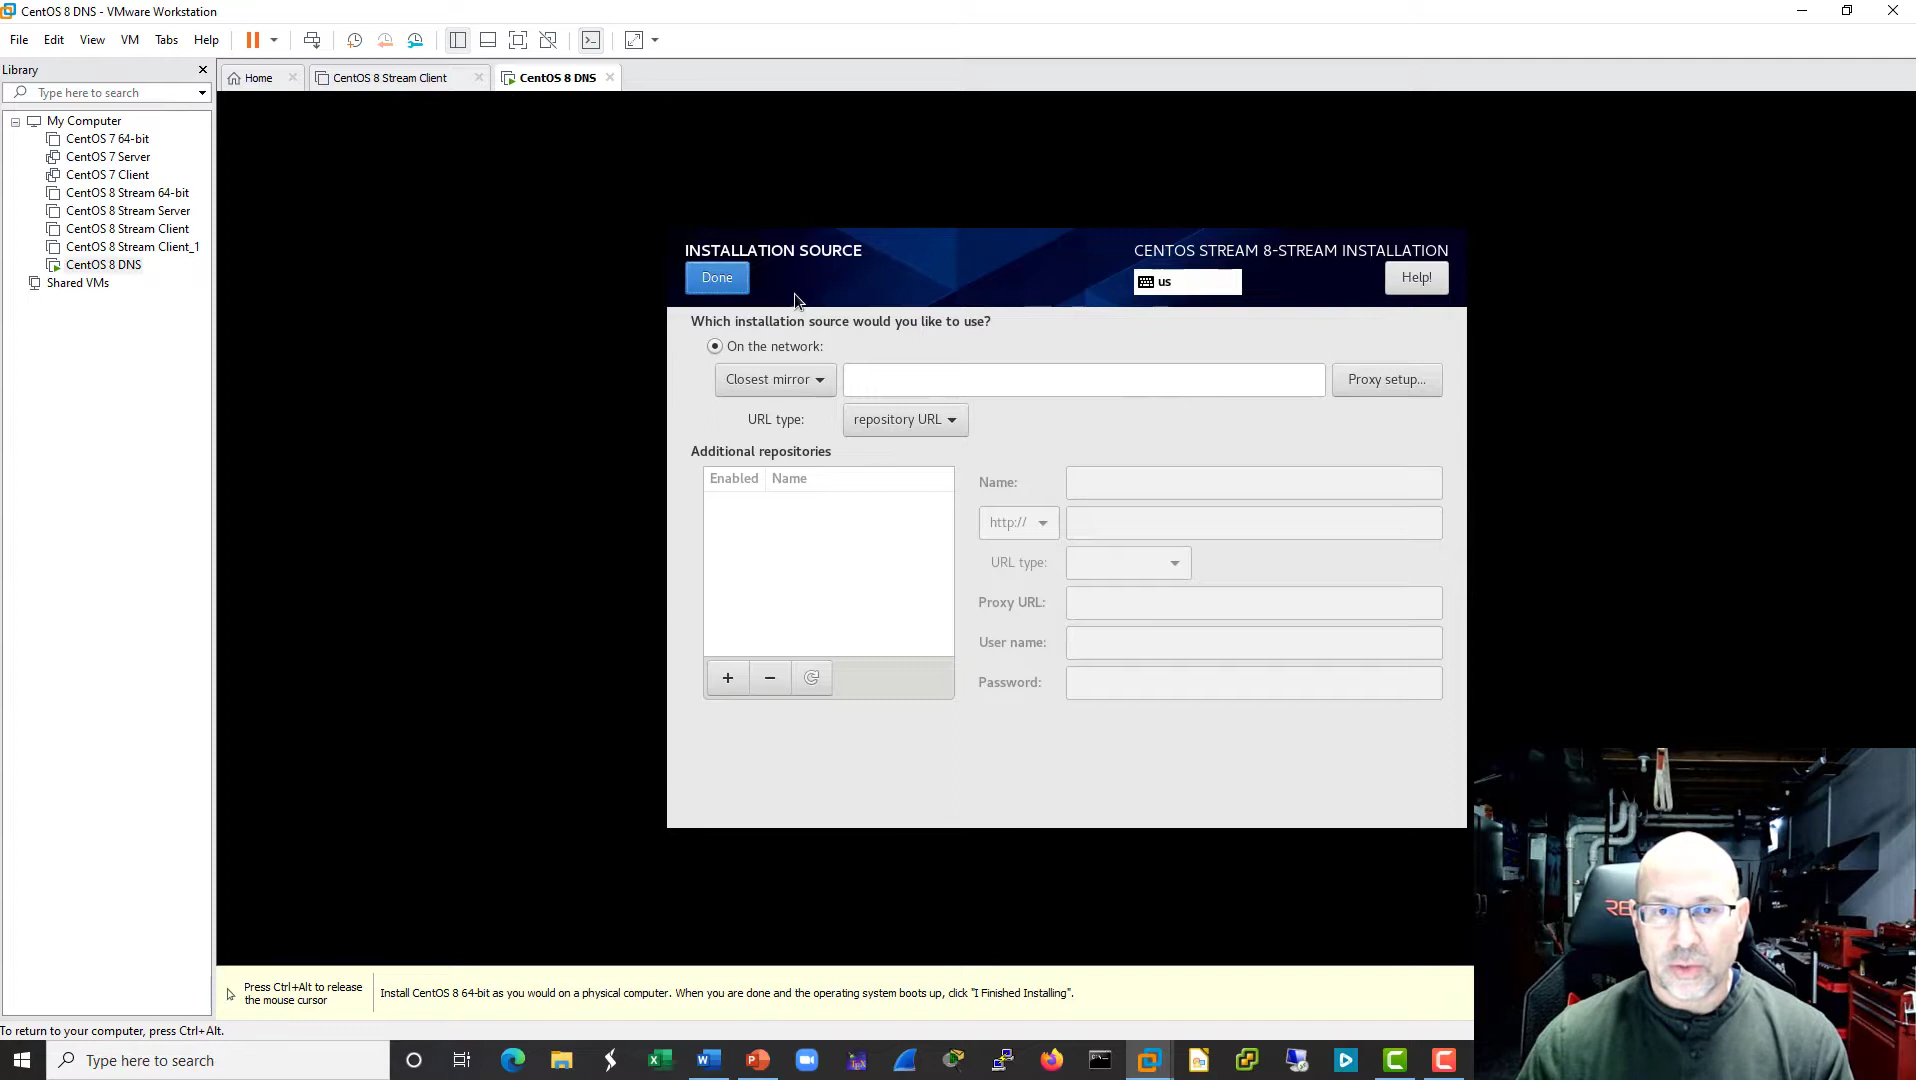 CentOS 8 DNS - VMware Workstation
File Edit View VM Tabs Help
Library
Type here to search
Home
CentOS 8 Stream Client
CentOS 8 DNS
My Computer
CentOS 7 64-bit
CentOS 7 Server
CentOS 7 Client
CentOS 8 Stream 64-bit
CentOS 8 Stream Server
CentOS 8 Stream Client
CentOS 8 Stream Client_1
CentOS 8 DNS
Shared VMs
INSTALLATION SOURCE
CENTOS STREAM 8-STREAM INSTALLATION
Done
us
Help!
Which installation source would you like to use?
On the network:
Closest mirror
Proxy setup...
URL type:
repository URL
Additional repositories
Enabled Name
Name:
http://
URL type:
Proxy URL:
User name:
Password:
Press Ctrl+Alt to release
the mouse cursor
Install CentOS 8 64-bit as you would on a physical computer. When you are done and the operating system boots up, click "I Finished Installing".
To return to your computer, press Ctrl+Alt.
Type here to search